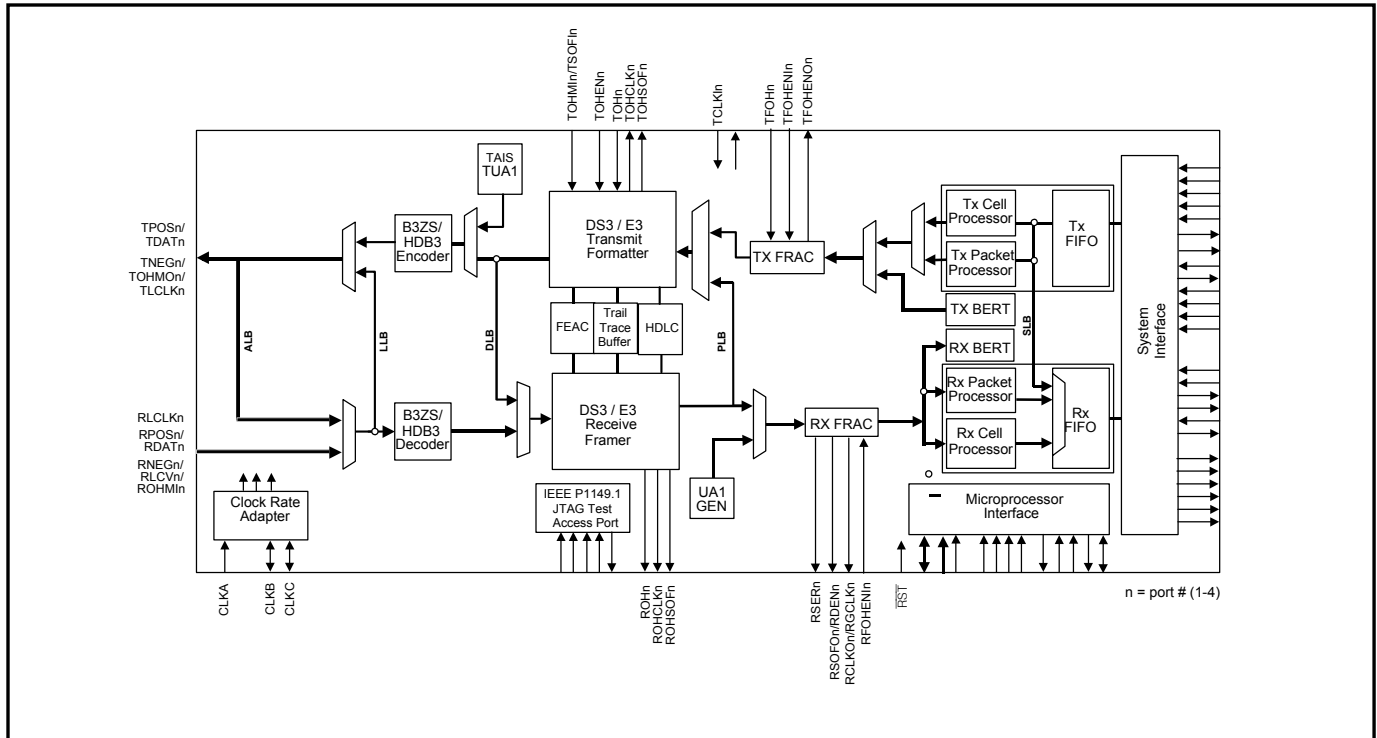 TOHMIn/TSOFIn
TOHENn
TOHn
TOHCLKn
TOHSOFn
TCLKIn
TFOHn
TFOHENIn
TFOHENOn
TAIS
TUA1
TPOSn/
TDATn
TNEGn/
TOHMOn/
TLCLKn
B3ZS/
HDB3
Encoder
DS3 / E3
Transmit
Formatter
TX FRAC
Tx Cell
Processor
Tx Packet
Processor
Tx
FIFO
TX BERT
System
Interface
ALB
LLB
DLB
FEAC
Trail
Trace
Buffer
HDLC
PLB
SLB
RX BERT
RLCLKn
RPOSn/
RDATn
RNEGn/
RLCVn/
ROHMIn
B3ZS/
HDB3
Decoder
DS3 / E3
Receive
Framer
RX FRAC
Rx Packet
Processor
Rx Cell
Processor
Rx
FIFO
UA1
GEN
Clock Rate
Adapter
IEEE P1149.1
JTAG Test
Access Port
Microprocessor
Interface
CLKA
CLKB
CLKC
ROHn
ROHCLKn
ROHSOFn
RSERn
RSOFOn/RDENn
RCLKOn/RGCLKn
RFOHENIn
RST
n = port # (1-4)